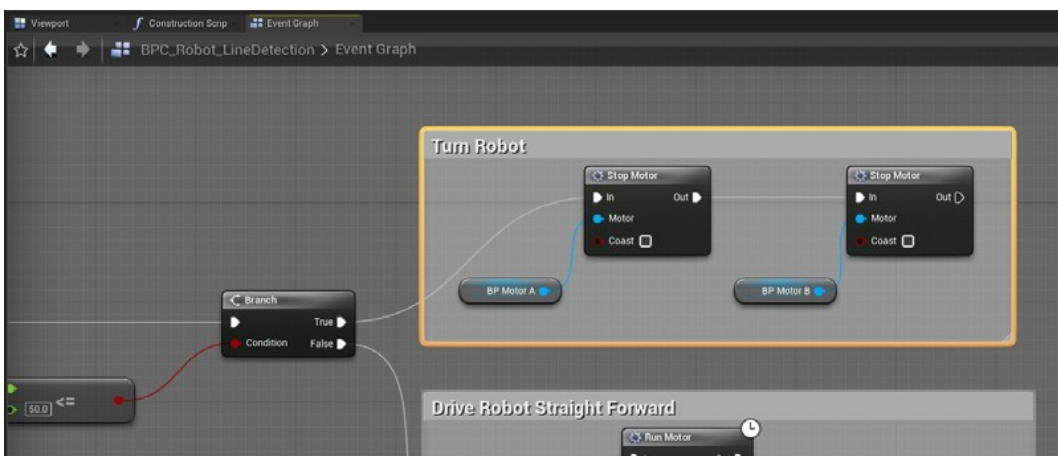 Viewport
Construction Scrip
Event Graph
BPC_Robot_LineDetection > Event Graph
Turn Robot
Stop Motor
In Out
Motor
Coast
BP Motor A
Stop Motor
In Out
Motor
Coast
BP Motor B
Branch
True
Condition False
50.0 <=
Drive Robot Straight Forward
Run Motor